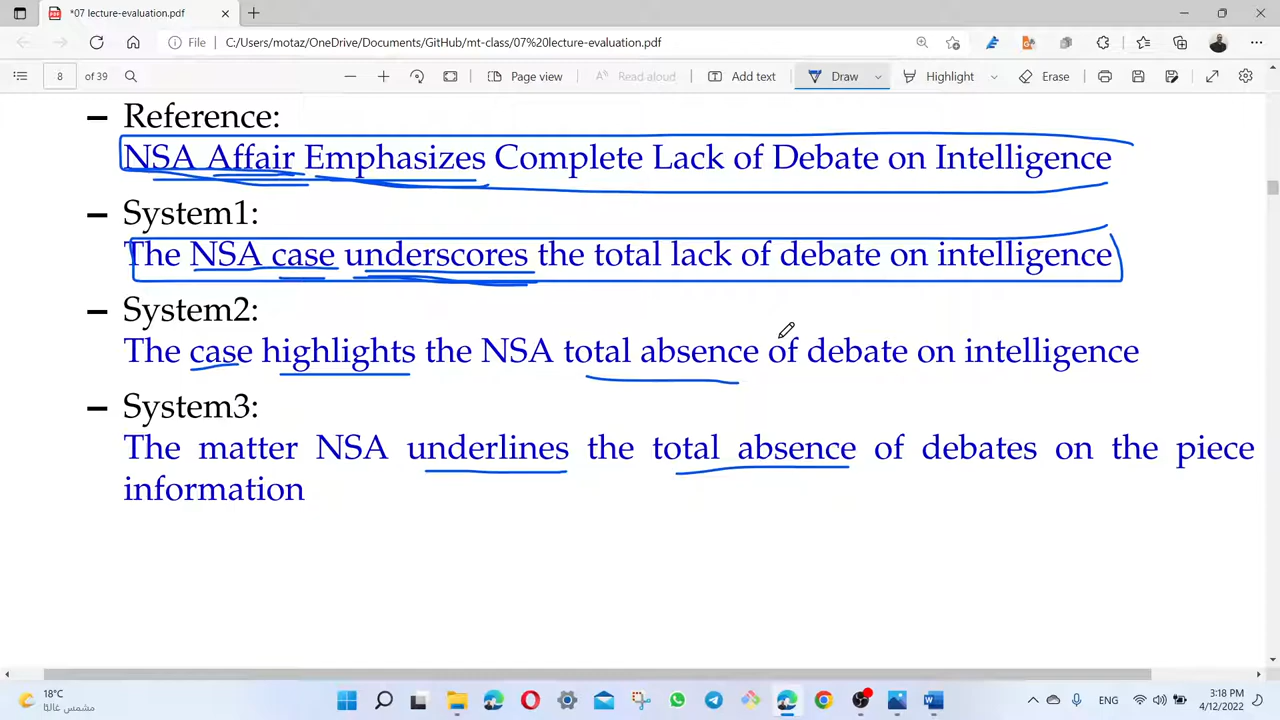 *07 lecture-evaluation.pdf
File
C:/Users/motaz/OneDrive/Documents/GitHub/mt-class/07%20lecture-evaluation.pdf
8 of 39
Page view
Read aloud
Add text
Draw
Highlight
Erase
– Reference:
NSA Affair Emphasizes Complete Lack of Debate on Intelligence
– System1:
The NSA case underscores the total lack of debate on intelligence
– System2:
The case highlights the NSA total absence of debate on intelligence
– System3:
The matter NSA underlines the total absence of debates on the piece
information
18°C
مشمس غالبًا
ENG
3:18 PM
4/12/2022